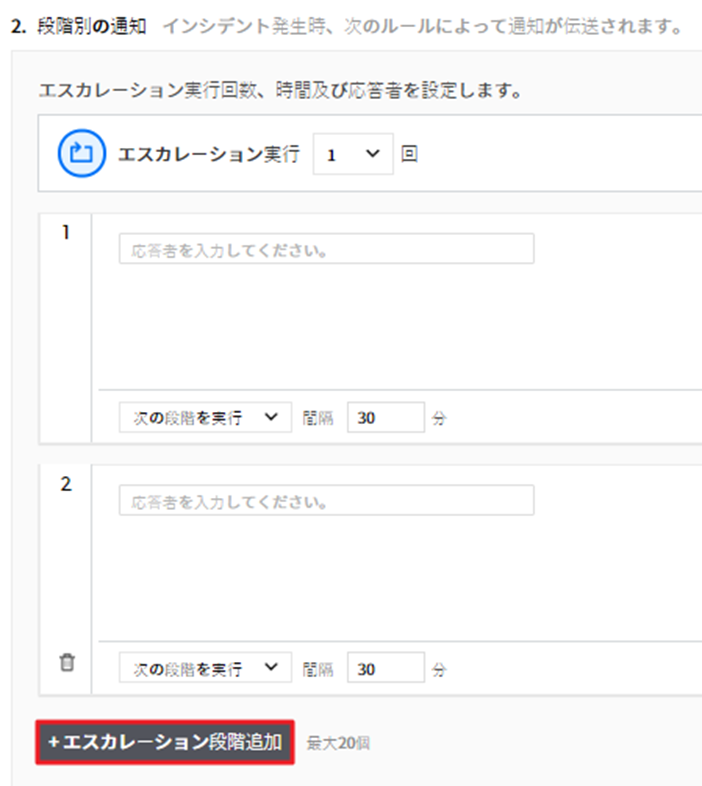 2. 段階別の通知 インシデント発生時、次のルールによって通知が伝送されます。
エスカレーション実行回数、時間及び応答者を設定します。
エスカレーション実行 1 回
1
応答者を入力してください。
次の段階を実行 間隔 30 分
2
応答者を入力してください。
次の段階を実行 間隔 30 分
+エスカレーション段階追加 最大20個